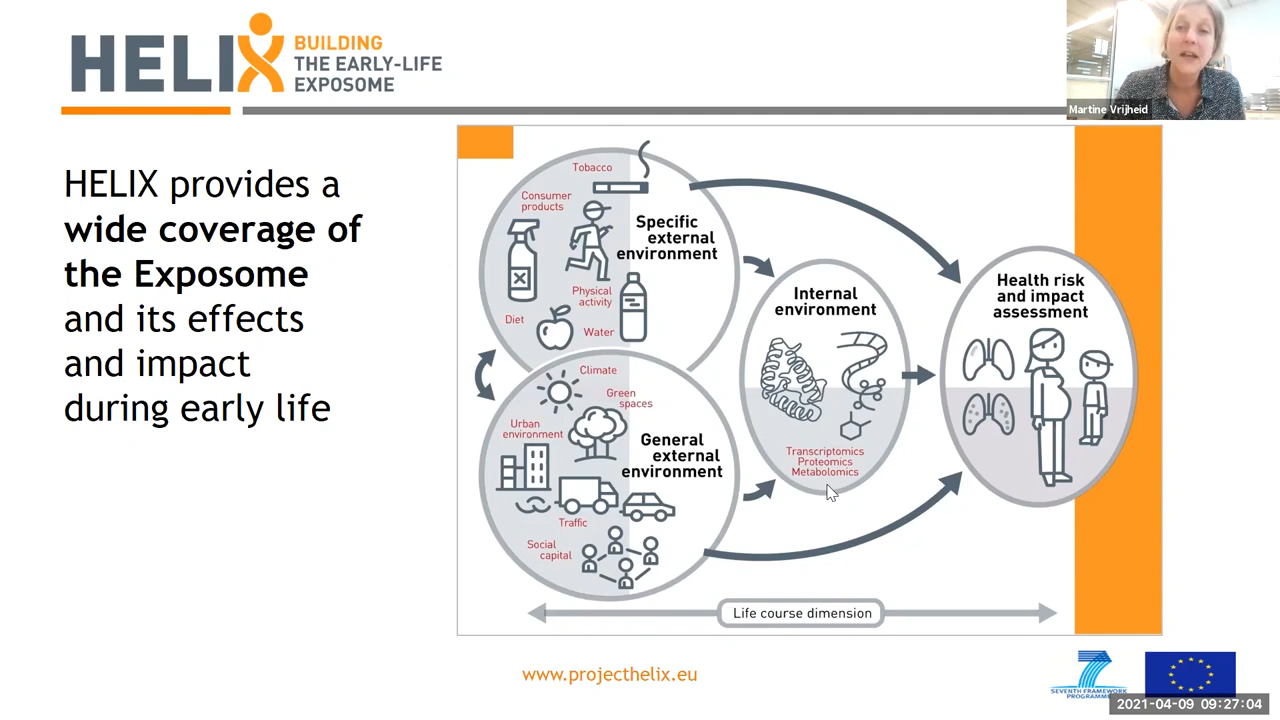 HELIX
BUILDING
THE EARLY-LIFE
EXPOSOME
Martine Vrijheid
HELIX provides a
wide coverage of
the Exposome
and its effects
and impact
during early life
Tobacco
Consumer
products
Specific
external
environment
Physical
activity
Diet
Water
Climate
Green
spaces
Urban
environment
General
external
environment
Traffic
Social
capital
Internal
environment
Transcriptomics
Proteomics
Metabolomics
Health risk
and impact
assessment
Life course dimension
www.projecthelix.eu
7
SEVENTH FRAMEWORK
PROGRAMME
2021-04-09 09:27:04